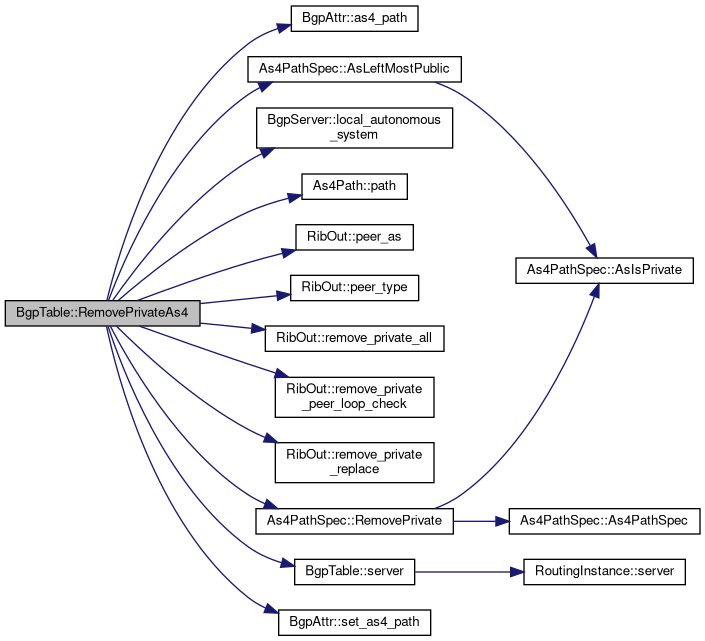 BgpTable::RemovePrivateAs4
BgpAttr::as4_path
As4PathSpec::AsLeftMostPublic
BgpServer::local_autonomous
_system
As4Path::path
RibOut::peer_as
RibOut::peer_type
RibOut::remove_private_all
RibOut::remove_private
_peer_loop_check
RibOut::remove_private
_replace
As4PathSpec::RemovePrivate
BgpTable::server
BgpAttr::set_as4_path
As4PathSpec::AsIsPrivate
As4PathSpec::As4PathSpec
RoutingInstance::server